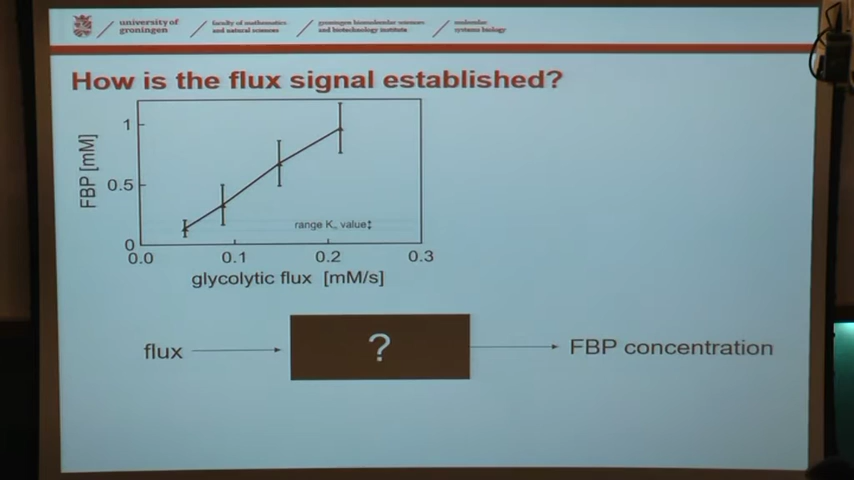 university of
groningen
faculty of mathematics
and natural sciences
groningen biomolecular sciences
and biotechnology institute
molecular
systems biology
How is the flux signal established?
FBP [mM]
1
0.5
0
range K value
0.0
0.1
0.2
0.3
glycolytic flux [mM/s]
flux
?
FBP concentration